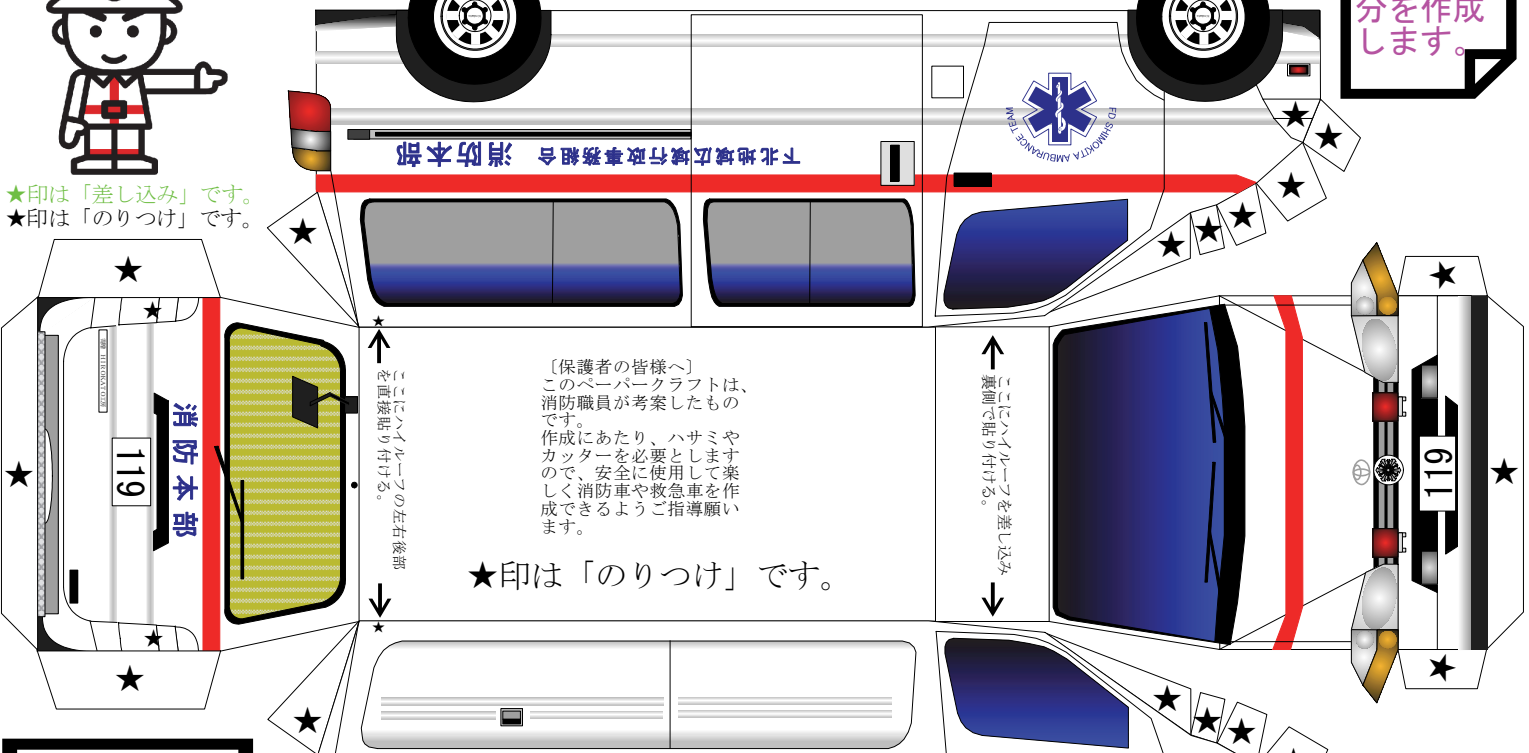 分を作成
します。
★印は「差し込み」です。
★印は「のりつけ」です。
消防本部
下北地域広域行政事務組合
FD SHIMOKITA AMBURANCE TEAM
消防本部
119
ここにハイルーフの左右後部
を直接貼り付ける。
〔保護者の皆様へ〕
このペーパークラフトは、
消防職員が考案したもの
です。
作成にあたり、ハサミや
カッターを必要とします
ので、安全に使用して楽
しく消防車や救急車を作
成できるようご指導願い
ます。
★印は「のりつけ」です。
ここにハイルーフを差し込み
裏側で貼り付ける。
119